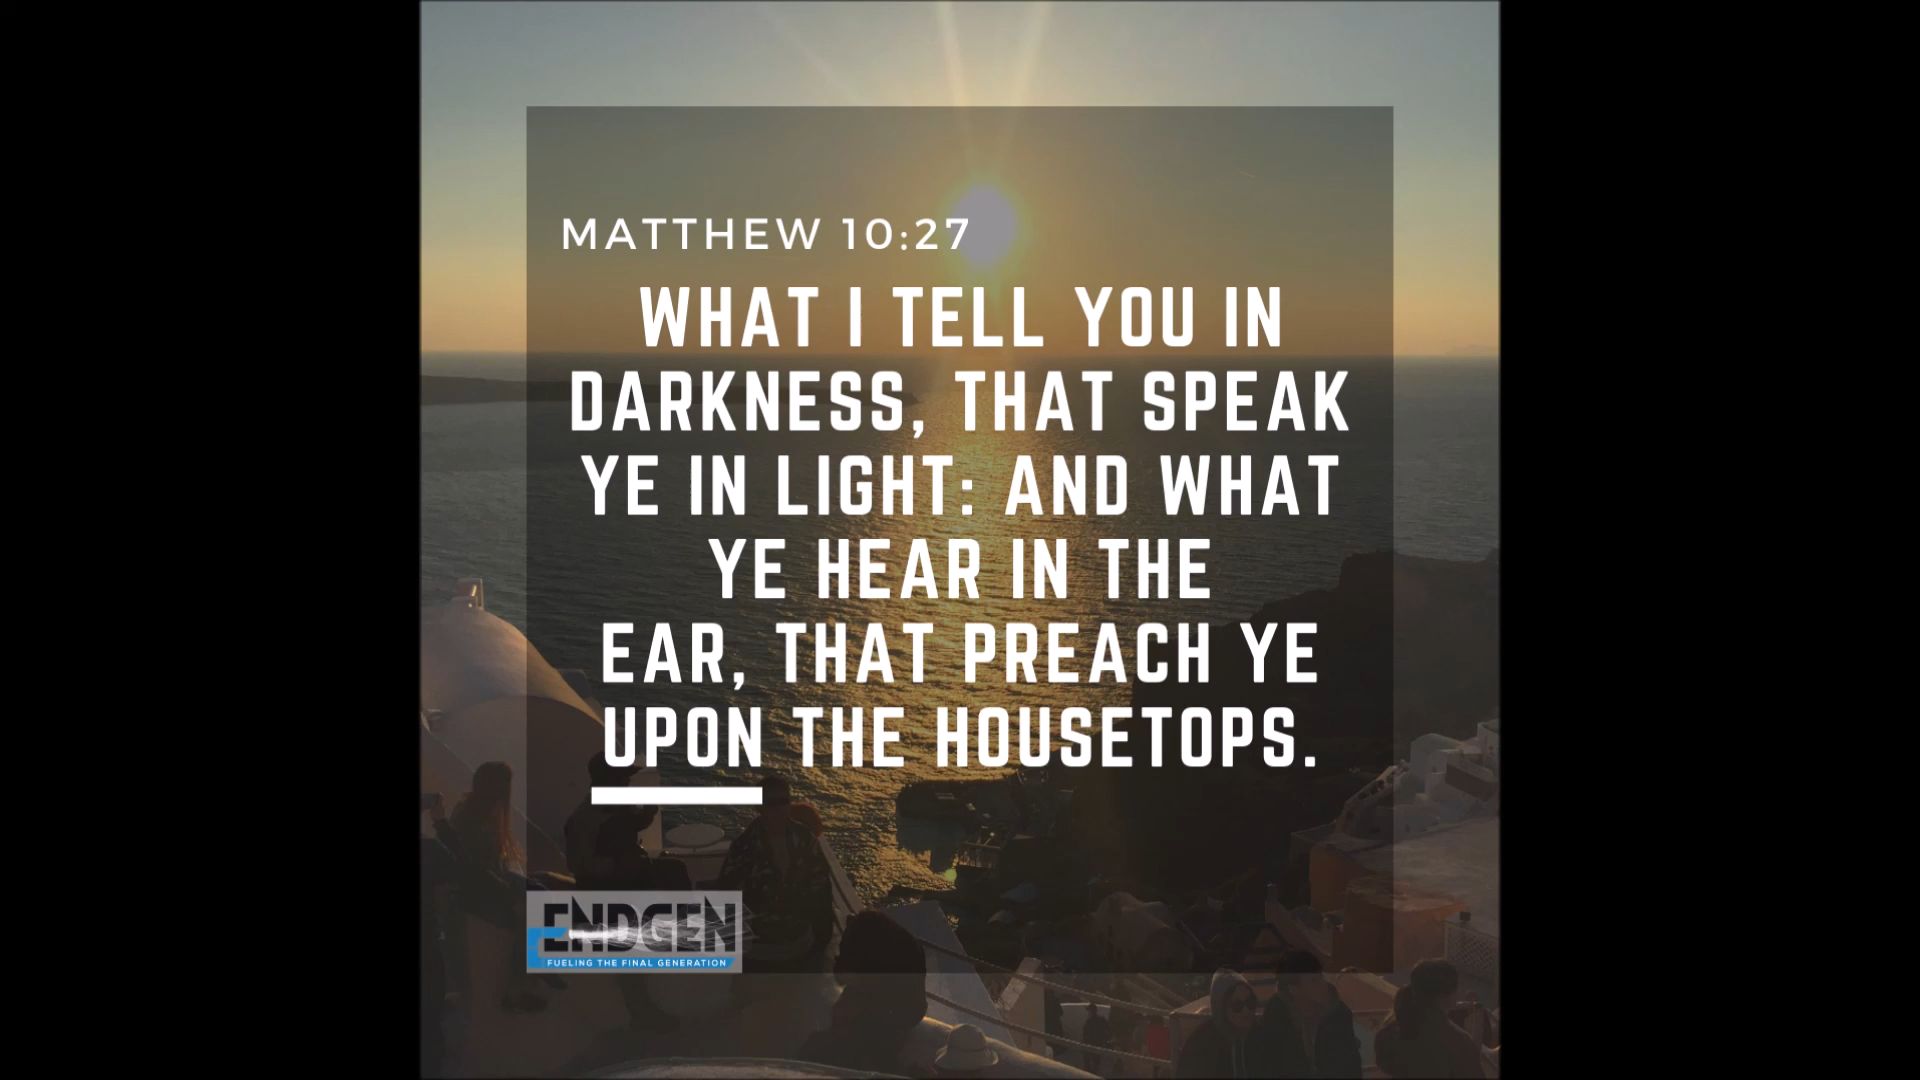 MATTHEW 10:27
WHAT I TELL YOU IN
DARKNESS, THAT SPEAK
YE IN LIGHT: AND WHAT
YE HEAR IN THE
EAR, THAT PREACH YE
UPON THE HOUSETOPS.
ENDGEN
FUELING THE FINAL GENERATION